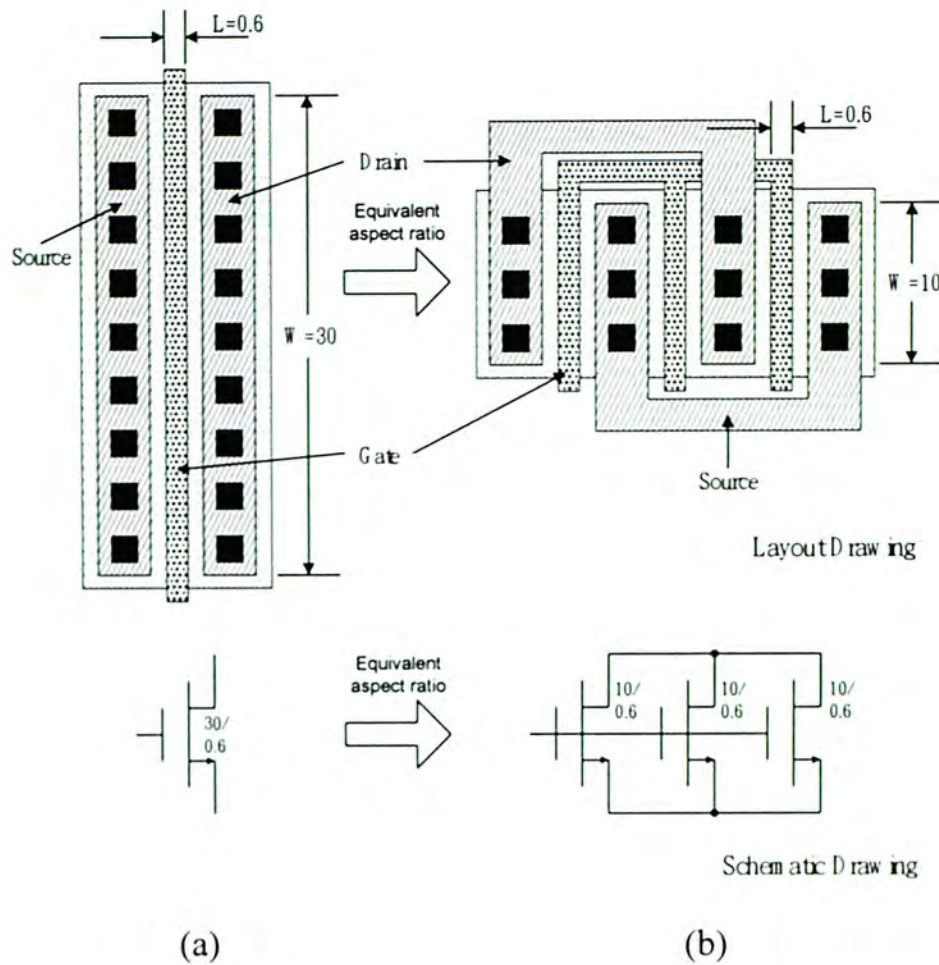 L=0.6
L=0.6
Drain
Equivalent
aspect ratio
Source
W =10
W =30
Gate
Source
Layout Drawing
Equivalent
aspect ratio
30/
0.6
10/
0.6
10/
0.6
10/
0.6
Schematic Drawing
(a)
(b)